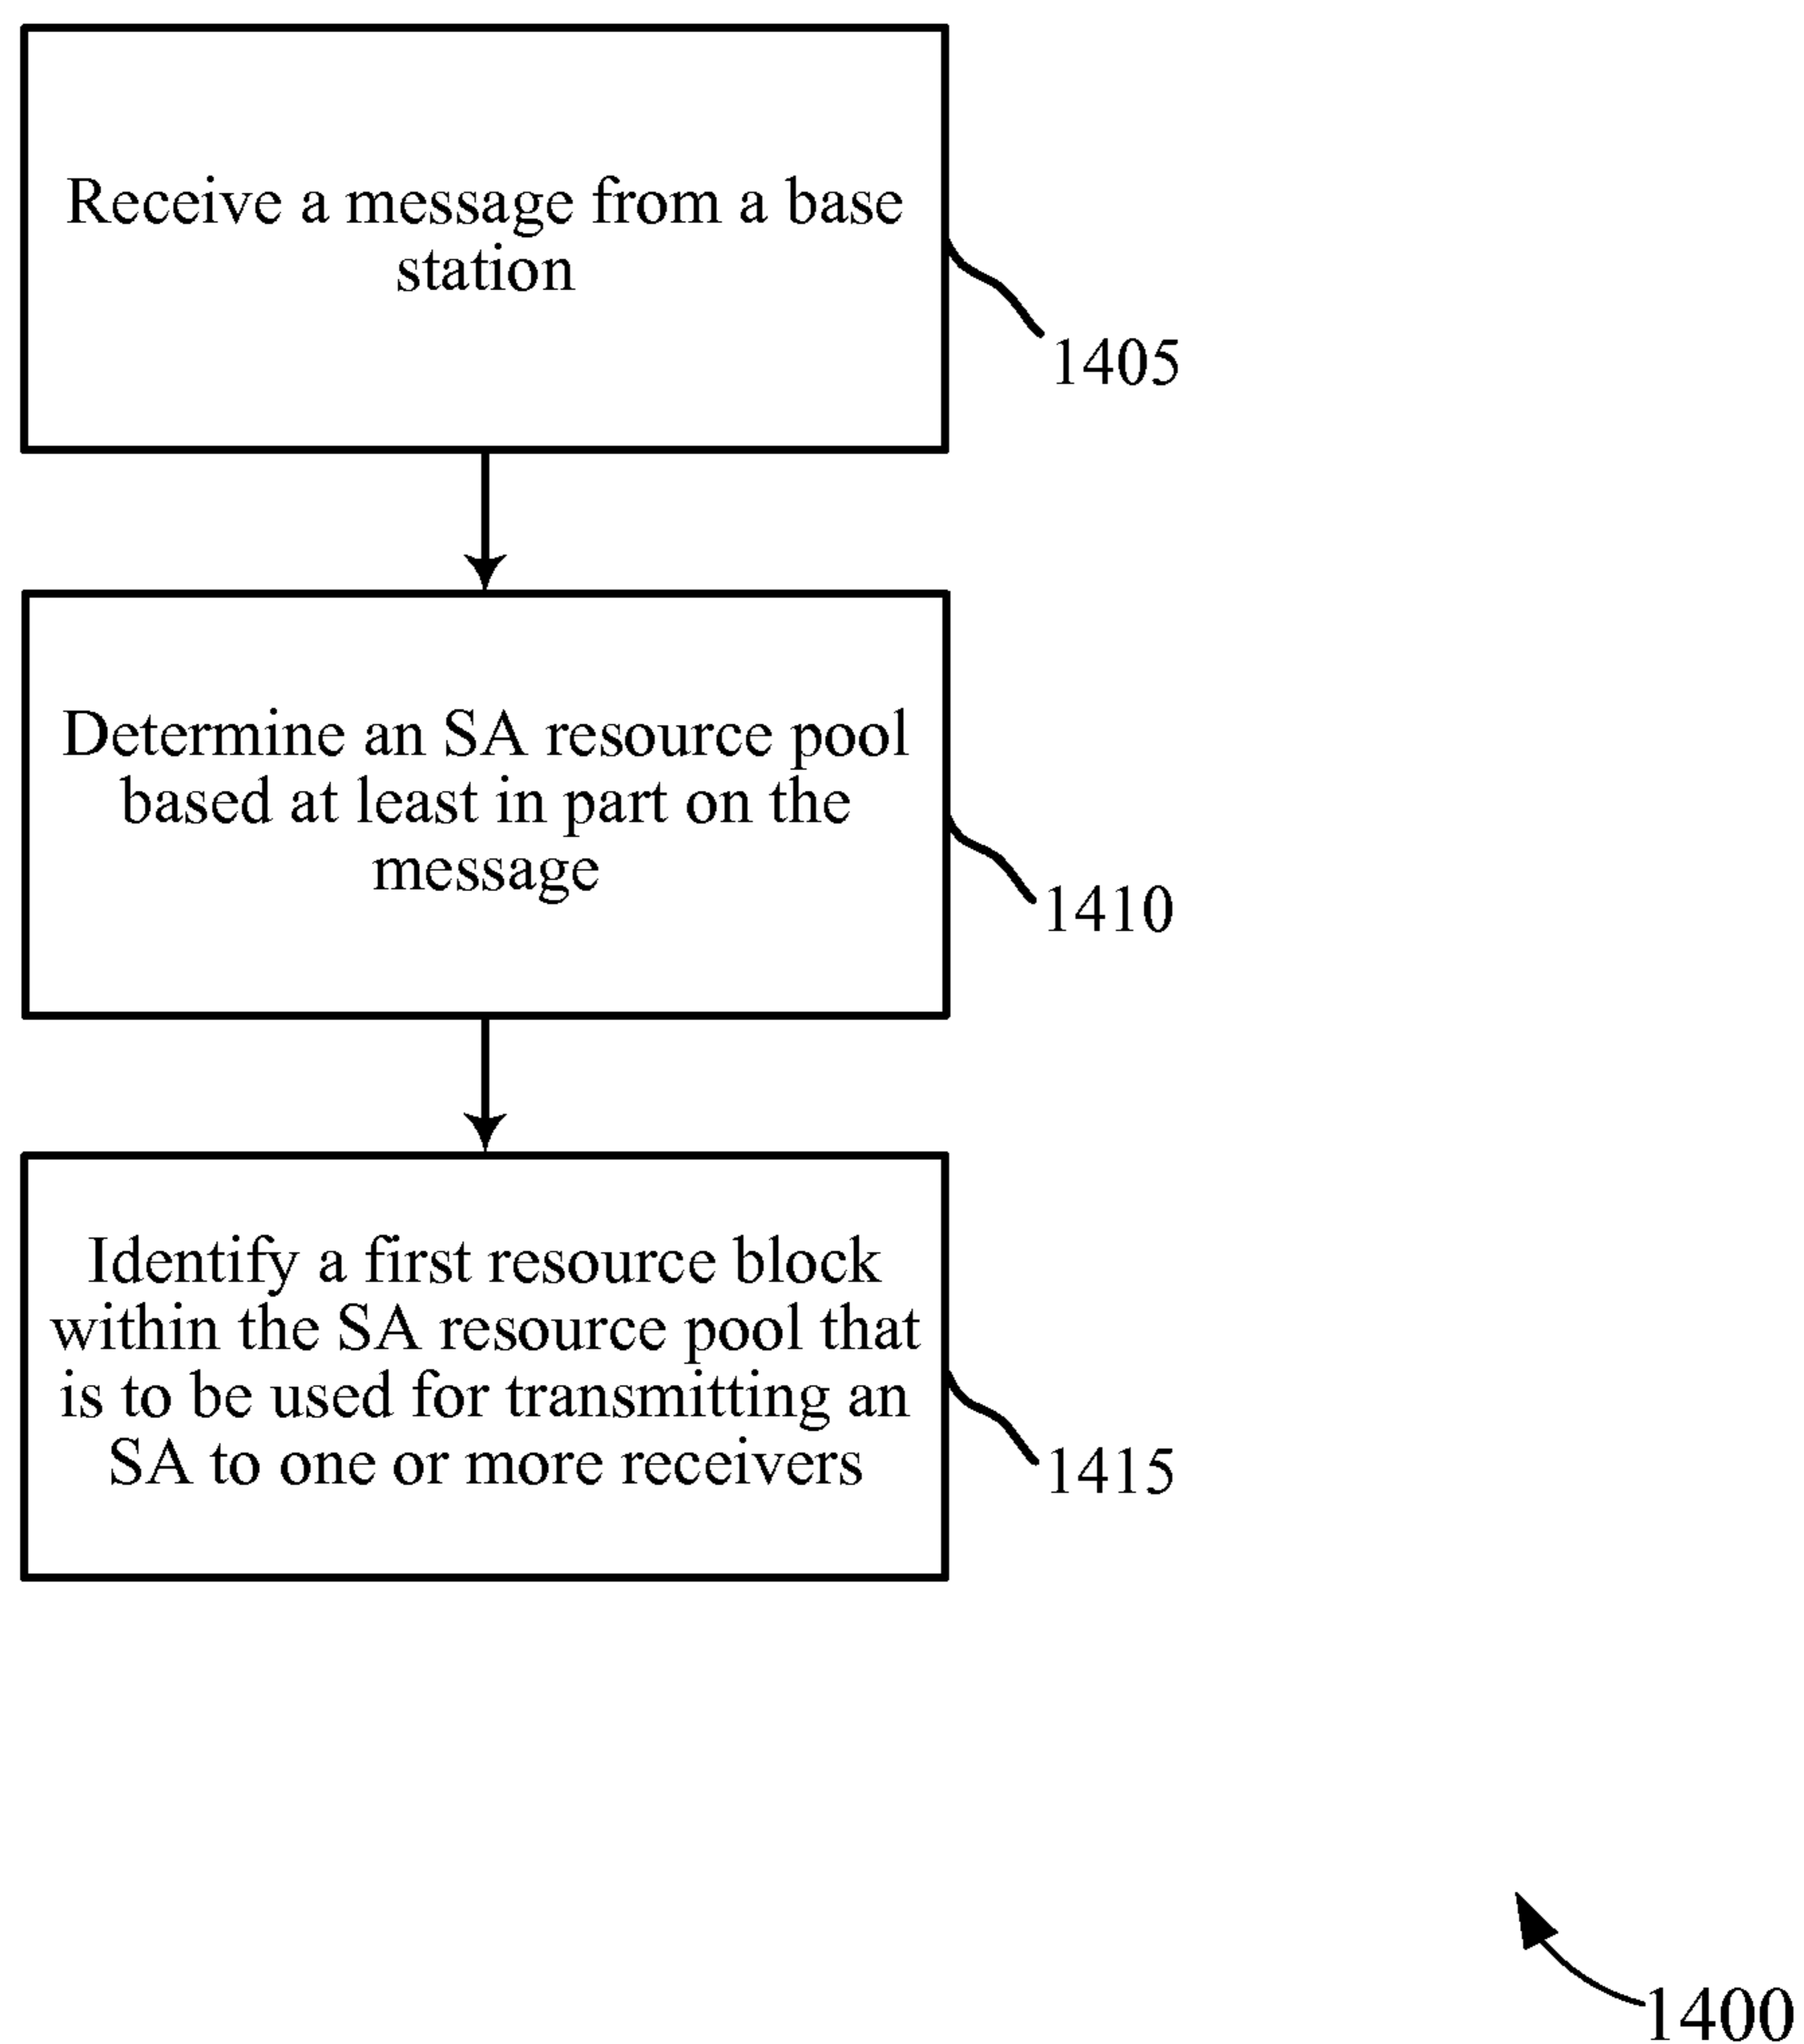 Receive a message from a base
station
1405
Determine an SA resource pool
based at least in part on the
message
1410
Identify a first resource block
within the SA resource pool that
is to be used for transmitting an
SA to one or more receivers
1415
1400